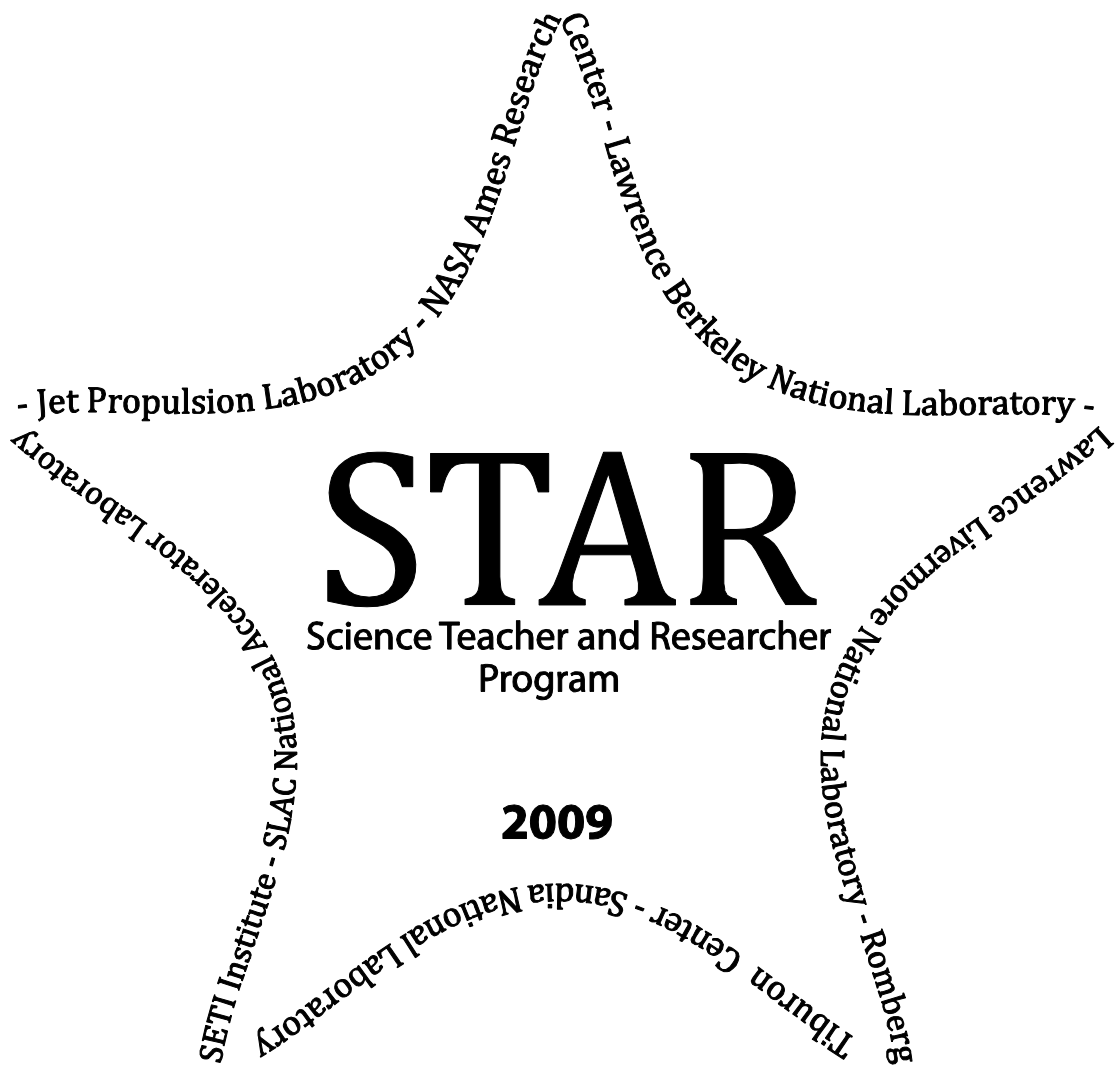 - Jet Propulsion Laboratory - NASA Ames Research
Center - Lawrence Berkeley National Laboratory -
Lawrence Livermore National Laboratory - Romberg
Tiburon Center - Sandia National Laboratory
SETI Institute - SLAC National Accelerator Laboratory
STAR
Science Teacher and Researcher
Program
2009